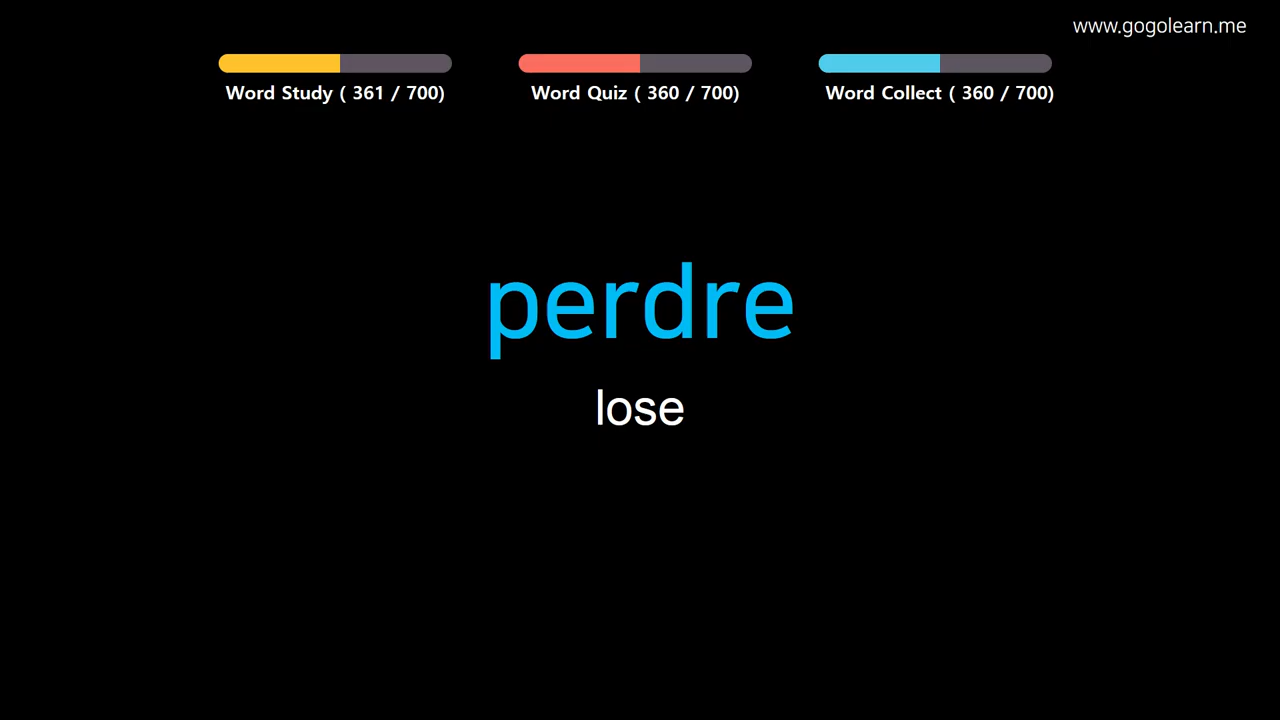 www.gogolearn.me
Word Study ( 361 / 700)
Word Quiz ( 360 / 700)
Word Collect ( 360 / 700)
perdre
lose